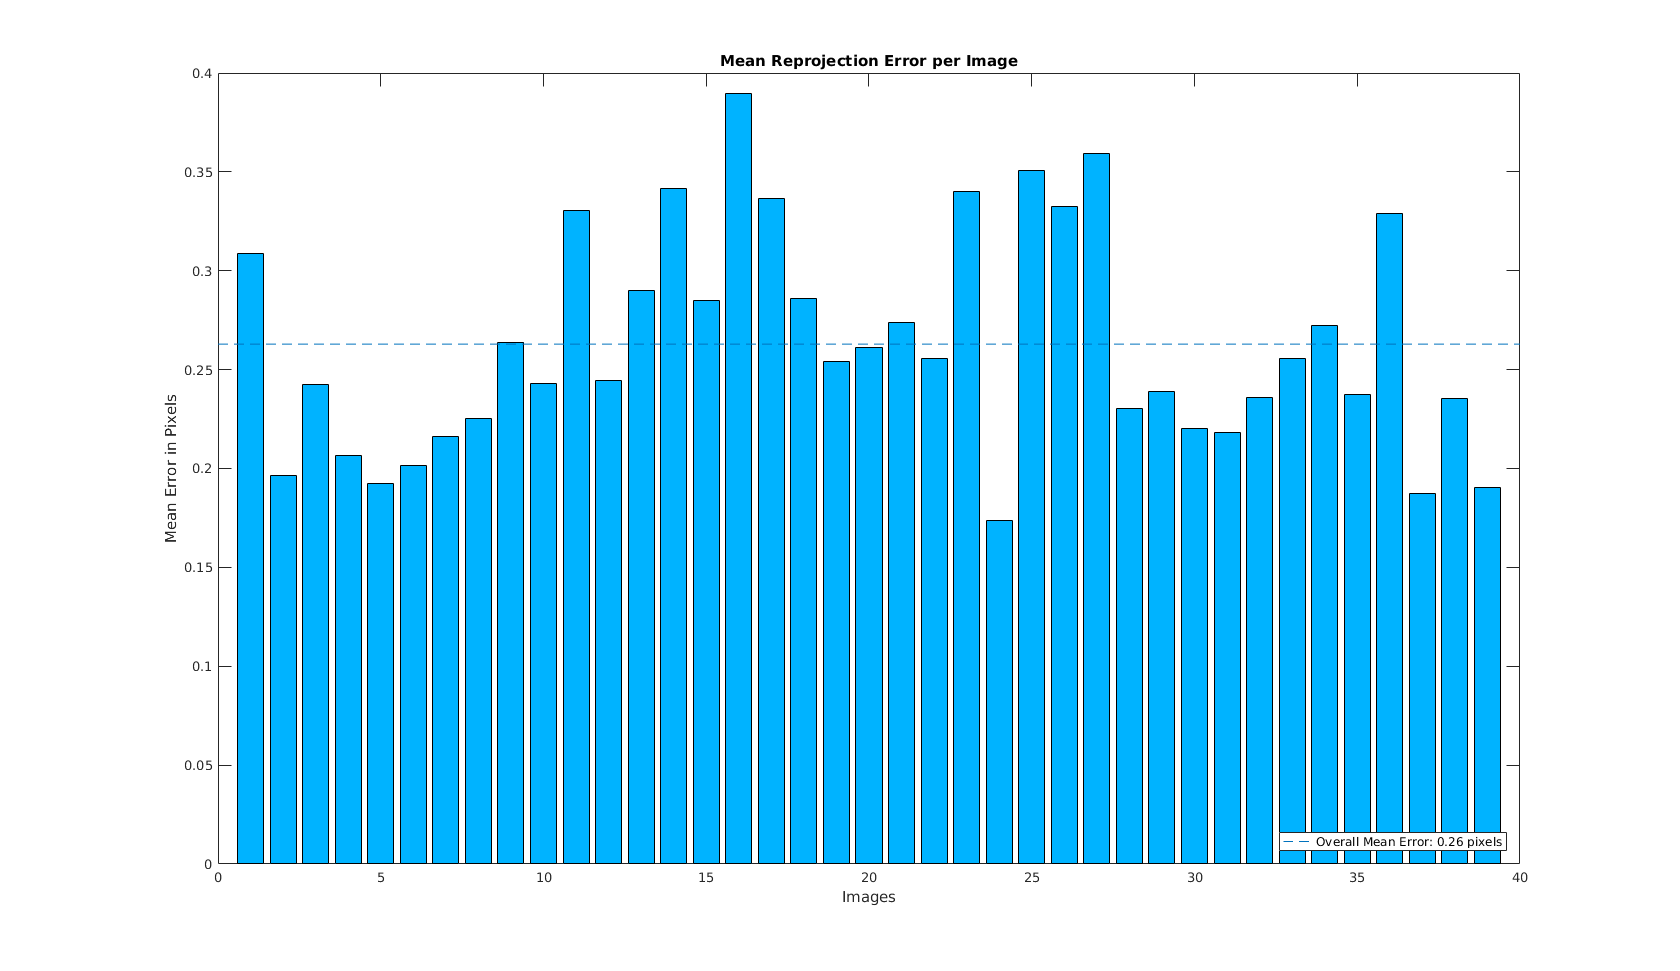 Mean Reprojection Error per Image
0.4
0.35
0.3
0.25
0.2
0.15
0.1
0.05
0
Mean Error in Pixels
Overall Mean Error: 0.26 pixels
0 5 10 15 20 25 30 35 40
Images